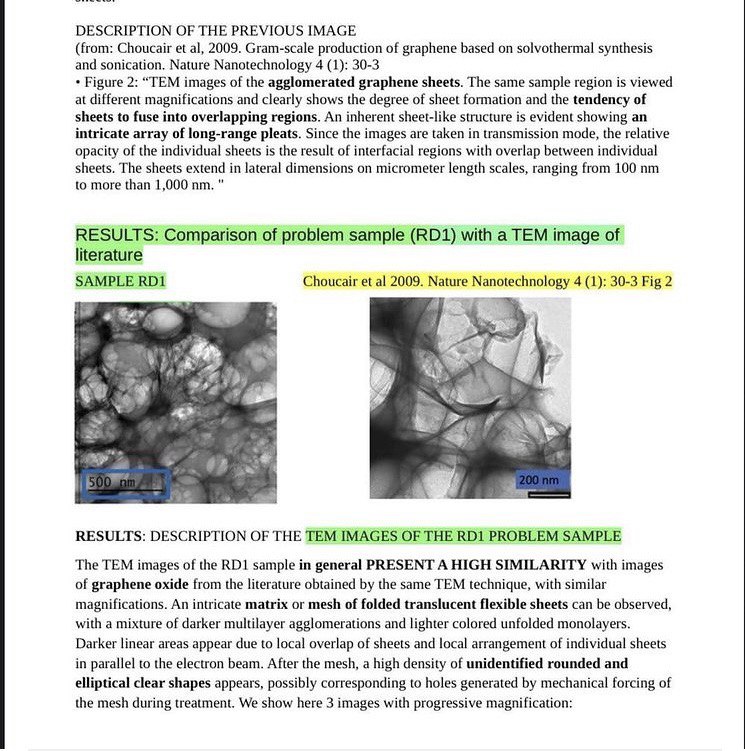 sheets.
DESCRIPTION OF THE PREVIOUS IMAGE
(from: Choucair et al, 2009. Gram-scale production of graphene based on solvothermal synthesis
and sonication. Nature Nanotechnology 4 (1): 30-3
• Figure 2: “TEM images of the agglomerated graphene sheets. The same sample region is viewed
at different magnifications and clearly shows the degree of sheet formation and the tendency of
sheets to fuse into overlapping regions. An inherent sheet-like structure is evident showing an
intricate array of long-range pleats. Since the images are taken in transmission mode, the relative
opacity of the individual sheets is the result of interfacial regions with overlap between individual
sheets. The sheets extend in lateral dimensions on micrometer length scales, ranging from 100 nm
to more than 1,000 nm. "
RESULTS: Comparison of problem sample (RD1) with a TEM image of
literature
SAMPLE RD1
Choucair et al 2009. Nature Nanotechnology 4 (1): 30-3 Fig 2
500 nm
200 nm
RESULTS: DESCRIPTION OF THE TEM IMAGES OF THE RD1 PROBLEM SAMPLE
The TEM images of the RD1 sample in general PRESENT A HIGH SIMILARITY with images
of graphene oxide from the literature obtained by the same TEM technique, with similar
magnifications. An intricate matrix or mesh of folded translucent flexible sheets can be observed,
with a mixture of darker multilayer agglomerations and lighter colored unfolded monolayers.
Darker linear areas appear due to local overlap of sheets and local arrangement of individual sheets
in parallel to the electron beam. After the mesh, a high density of unidentified rounded and
elliptical clear shapes appears, possibly corresponding to holes generated by mechanical forcing of
the mesh during treatment. We show here 3 images with progressive magnification: